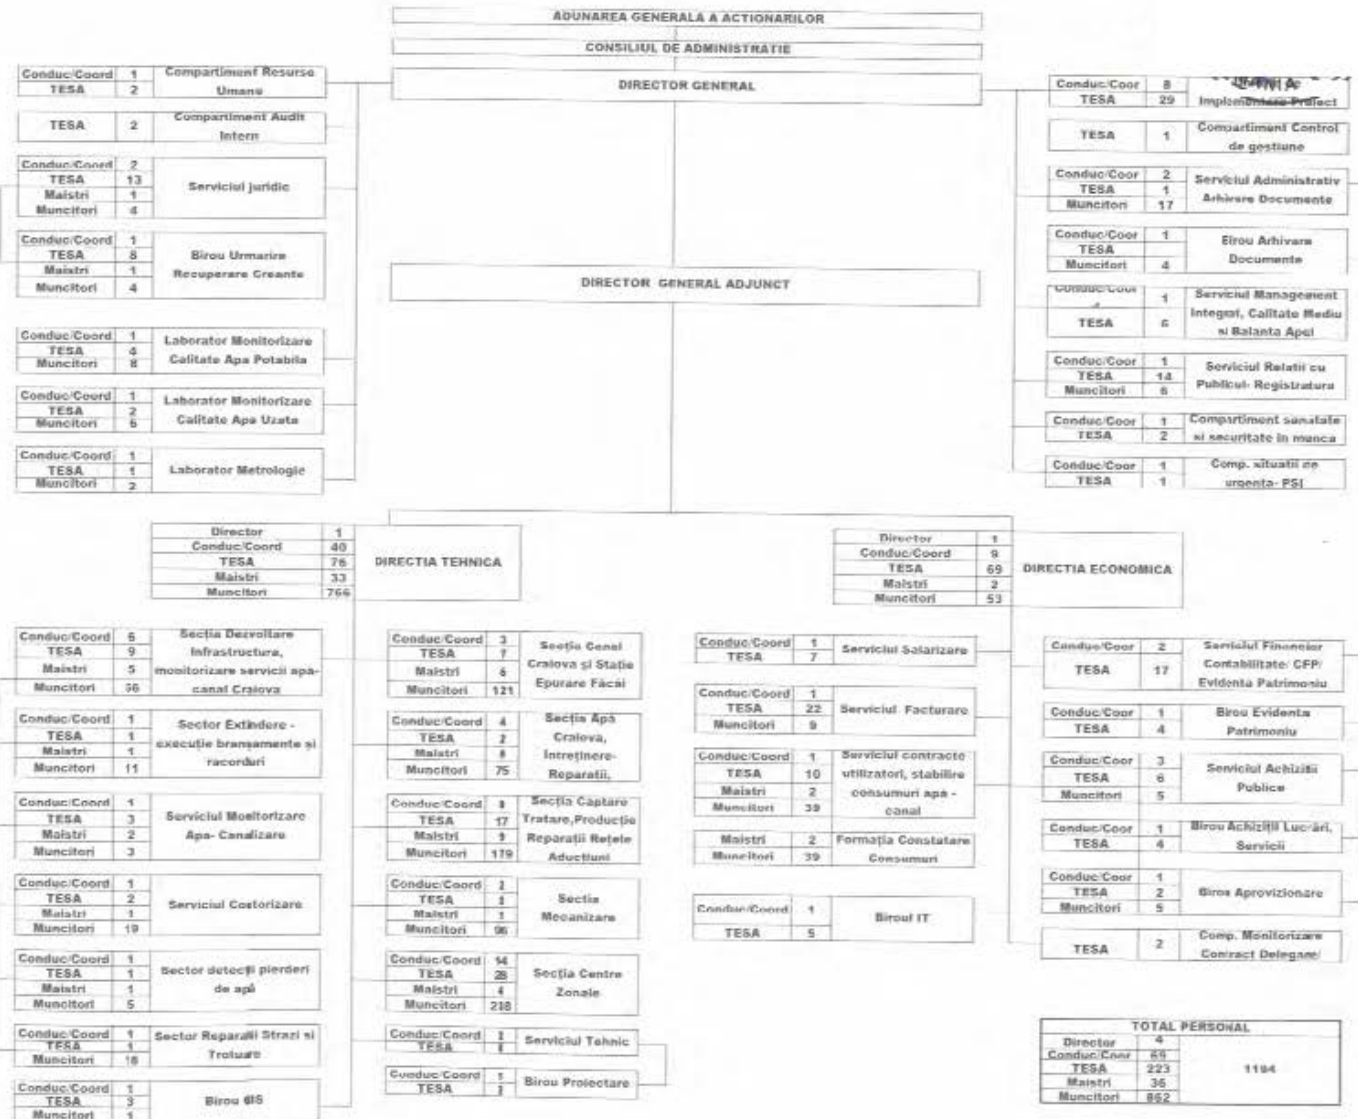 ADUNAREA GENERALA A ACTIONARILOR
CONSILIUL DE ADMINISTRATIE
DIRECTOR GENERAL
DIRECTOR GENERAL ADJUNCT
Conduc/Coord 1 Compartiment Resurse
TESA 2 Umane
TESA 2 Compartiment Audit
Intern
Conduc/Coord 2
TESA 13 Serviciul juridic
Maistri 1
Muncitori 4
Conduc/Coord 1
TESA 8 Birou Urmarire
Maistri 1 Recuperare Creante
Muncitori 4
Conduc/Coord 1 Laborator Monitorizare
TESA 4 Calitate Apa Potabila
Muncitori 8
Conduc/Coord 1 Laborator Monitorizare
TESA 2 Calitate Apa Uzata
Muncitori 6
Conduc/Coord 1
TESA 1 Laborator Metrologie
Muncitori 2
Conduc/Coor 8
TESA 29 Implementare Proiect
TESA 1 Compartiment Control
de gestiune
Conduc/Coor 2 Serviciul Administrativ
TESA 1 Arhivare Documente
Muncitori 17
Conduc/Coor 1 Birou Arhivare
TESA Documente
Muncitori 4
Conduc/Coor 1 Serviciul Management
Integrat, Calitate Mediu
TESA 6 si Balanta Apei
Conduc/Coor 1 Serviciul Relatii cu
TESA 14 Publicul- Registratura
Muncitori 6
Conduc/Coor 1 Compartiment sanatate
TESA 2 si securitate in munca
Conduc/Coor 1 Comp. situatii de
TESA 1 urgenta- PSI
Director 1
Conduc/Coord 40
TESA 76 DIRECTIA TEHNICA
Maistri 33
Muncitori 766
Director 1
Conduc/Coord 9
TESA 69 DIRECTIA ECONOMICA
Maistri 2
Muncitori 53
Conduc/Coord 6 Sectia Dezvoltare
TESA 9 Infrastructura,
Maistri 5 monitorizare servicii apa-
Muncitori canal Craiova
Conduc/Coord 1 Sector Extindere -
TESA 1 execuție branșamente și
Maistri 1 racorduri
Muncitori 11
Conduc/Coord 1
TESA 3 Serviciul Monitorizare
Maistri 2 Apa- Canalizare
Muncitori 3
Conduc/Coord 1
TESA 2 Serviciul Contorizare
Maistri 1
Muncitori 19
Conduc/Coord 1
TESA 1 Sector detecții pierderi
Maistri 1 de apă
Muncitori 5
Conduc/Coord 1 Sector Reparatii Strazi si
TESA 1 Trotuare
Muncitori
Conduc/Coord 1
TESA 3 Birou GIS
Muncitori 1
Conduc/Coord 3 Secția Canal
TESA 7 Craiova și Stație
Maistri 6 Epurare Făcăi
Muncitori 121
Conduc/Coord 4 Secția Apă
TESA 2 Craiova,
Maistri 8 Intreținere-
Muncitori 75 Reparatii,
Conduc/Coord 8 Secția Captare
TESA 17 Tratare,Producție
Maistri 9 Reparații Rețele
Muncitori 179 Aductiuni
Conduc/Coord Sectia
TESA Mecanizare
Maistri 1
Muncitori 96
Conduc/Coord 14
TESA 28 Secția Centre
Maistri 4 Zonale
Muncitori
Conduc/Coord Serviciul Tehnic
TESA
Conduc/Coord 1 Birou Proiectare
TESA
Conduc/Coord 1 Serviciul Salarizare
TESA 7
Conduc/Coord 1
TESA 22 Serviciul Facturare
Muncitori 9
Conduc/Coord 1 Serviciul contracte
TESA 10 utilizatori, stabilire
Maistri 2 consumuri apa -
Muncitori 39 canal
Maistri 2 Formația Constatare
Muncitori 39 Consumuri
Conduc/Coord 1 Biroul IT
TESA 5
Conduc/Coor 2 Serviciul Financiar
Contabilitate/ CFP/
TESA 17 Evidenta Patrimoniu
Conduc/Coor 1 Birou Evidenta
TESA 4 Patrimoniu
Conduc/Coor 3 Serviciul Achizitii
TESA 6 Publice
Muncitori 5
Conduc/Coor 1 Birou Achiziții Lucrări,
TESA 4 Servicii
Conduc/Coor 1
TESA 2 Birou Aprovizionare
Muncitori 5
TESA 2 Comp. Monitorizare
Contract Delegare/
TOTAL PERSONAL
Director 4
Conduc/Coor 69
TESA 223 1194
Maistri 36
Muncitori 862